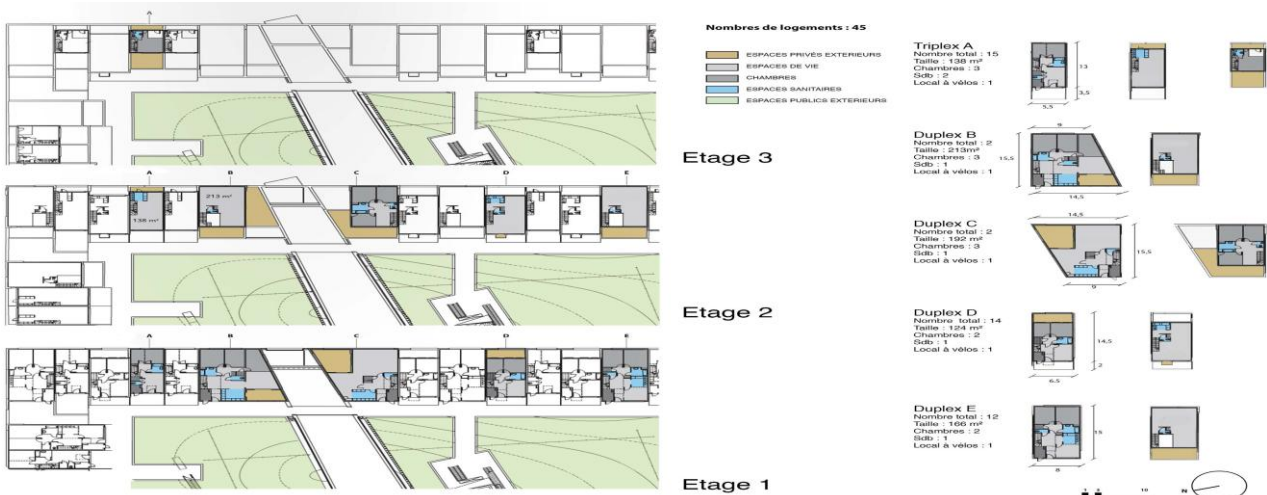 A
Etage 3
A
B
C
D
E
138 m²
213 m²
Etage 2
A
B
C
D
E
Etage 1
Nombres de logements : 45
ESPACES PRIVÉS EXTERIEURS
ESPACES DE VIE
CHAMBRES
ESPACES SANITAIRES
ESPACES PUBLICS EXTERIEURS
Triplex A
Nombre total : 15
Taille : 138 m²
Chambres : 3
Sdb : 2
Local à vélos : 1
13
3,5
5,5
Duplex B
Nombre total : 2
Taille : 213m²
Chambres : 3
Sdb : 1
Local à vélos : 1
9
15,5
14,5
Duplex C
Nombre total : 2
Taille : 192 m²
Chambres : 3
Sdb : 1
Local à vélos : 1
14,5
15,5
9
Duplex D
Nombre total : 14
Taille : 124 m²
Chambres : 2
Sdb : 1
Local à vélos : 1
14,5
2
6,5
Duplex E
Nombre total : 12
Taille : 166 m²
Chambres : 2
Sdb : 1
Local à vélos : 1
15
8
10
N